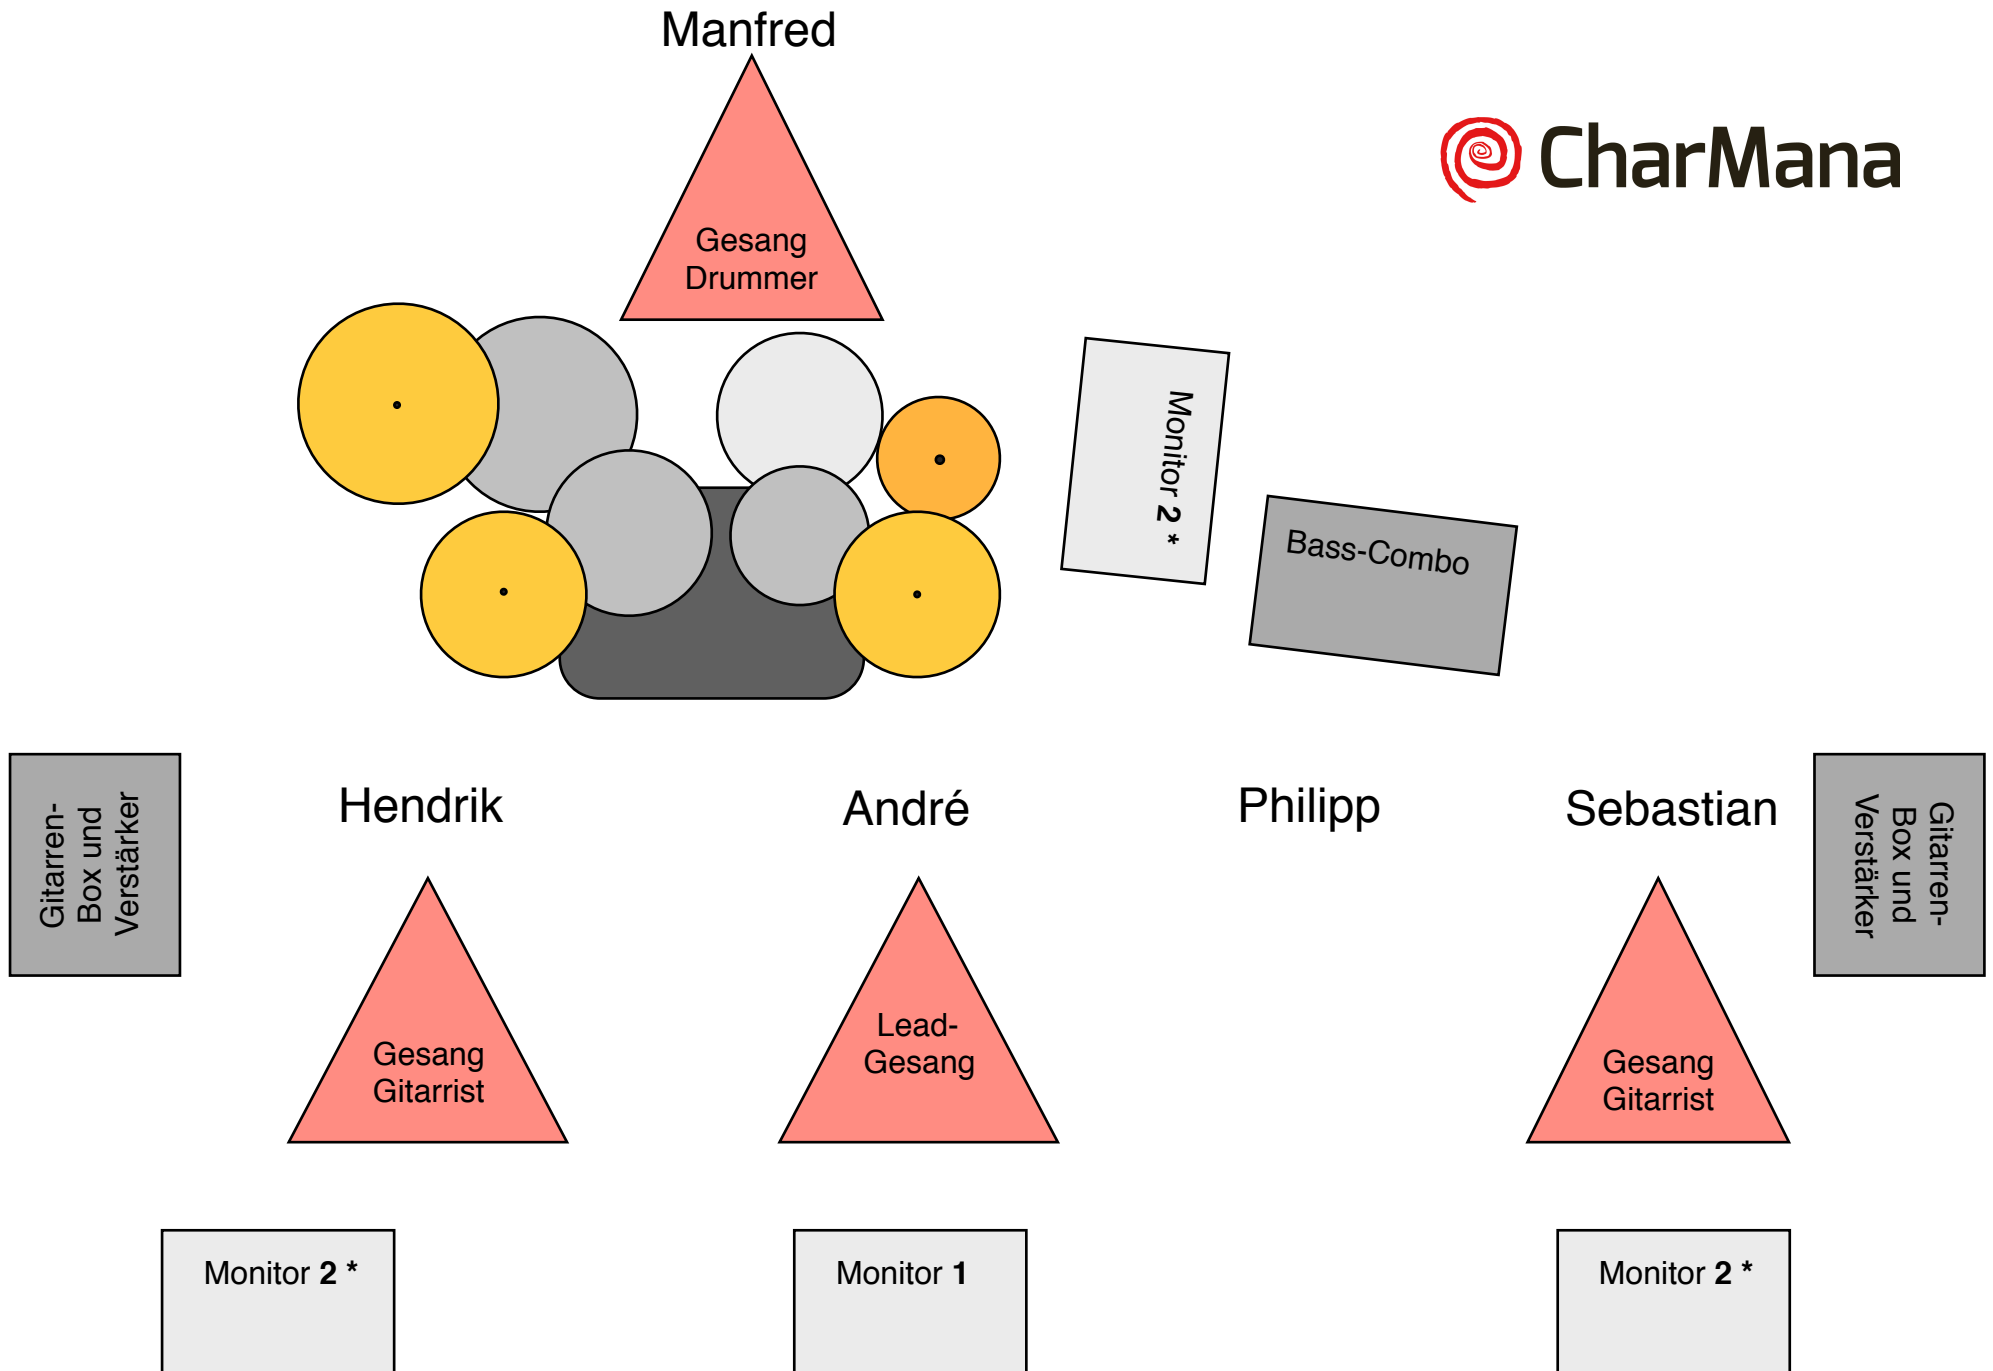 Manfred
CharMana
Gesang
Drummer
Monitor 2 *
Bass-Combo
Gitarren-
Box und
Verstärker
Hendrik
André
Philipp
Sebastian
Gitarren-
Box und
Verstärker
Gesang
Gitarrist
Lead-
Gesang
Gesang
Gitarrist
Monitor 2 *
Monitor 1
Monitor 2 *